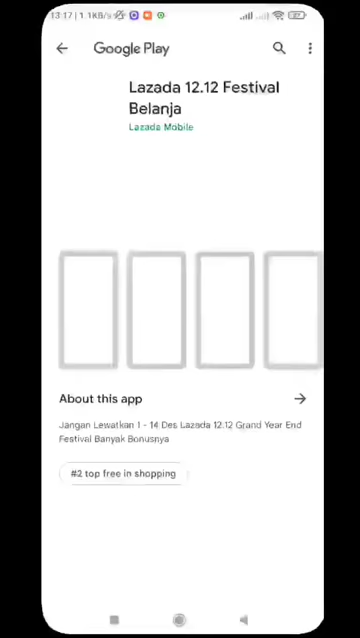 13:17 | 1.1KB/s
27
Google Play
Lazada 12.12 Festival
Belanja
Lazada Mobile
About this app
Jangan Lewatkan 1 - 14 Des Lazada 12.12 Grand Year End
Festival Banyak Bonusnya
#2 top free in shopping